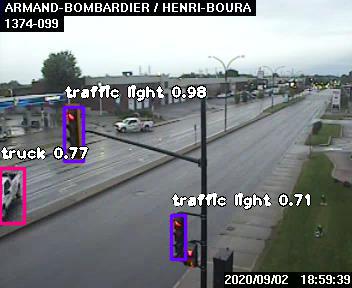 ARMAND-BOMBARDIER / HENRI-BOURA
1374-099
traffic light 0.98
truck 0.77
traffic light 0.71
2020/09/02 18:59:39